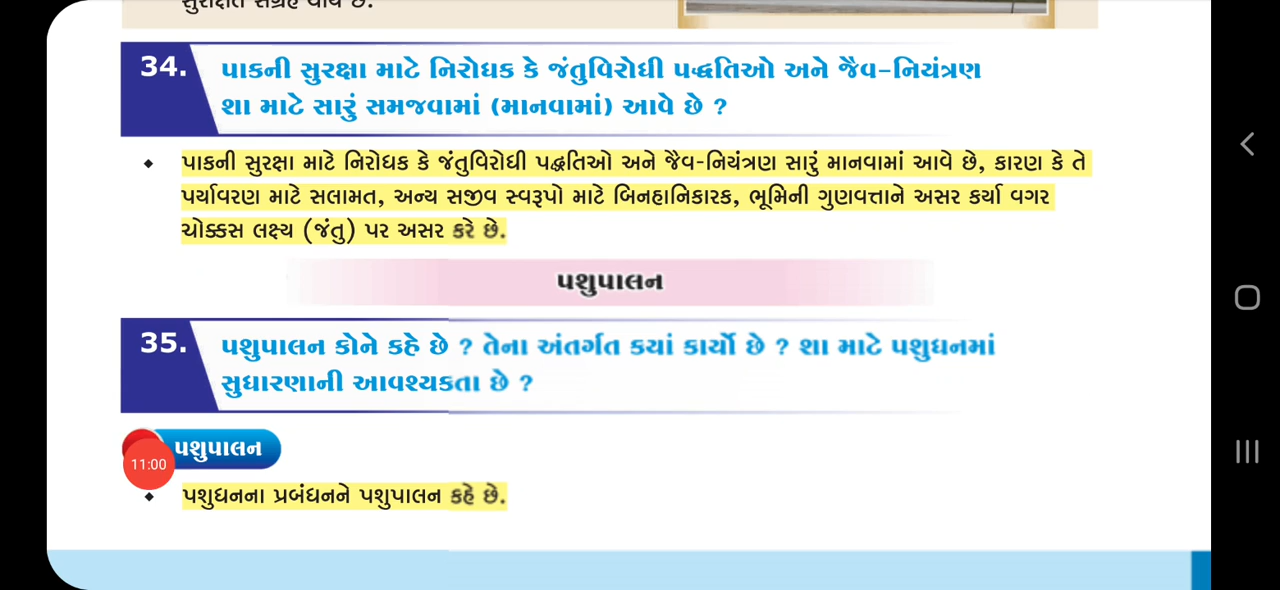 સુરક્ષિત સંગ્રહ થાય છે.
34. પાકની સુરક્ષા માટે નિરોધક કે જંતુવિરોધી પદ્ધતિઓ અને જૈવ-નિયંત્રણ
શા માટે સારું સમજવામાં (માનવામાં) આવે છે ?
પાકની સુરક્ષા માટે નિરોધક કે જંતુવિરોધી પદ્ધતિઓ અને જૈવ-નિયંત્રણ સારું માનવામાં આવે છે, કારણ કે તે
પર્યાવરણ માટે સલામત, અન્ય સજીવ સ્વરૂપો માટે બિનહાનિકારક, ભૂમિની ગુણવત્તાને અસર કર્યા વગર
ચોક્કસ લક્ષ્ય (જંતુ) પર અસર કરે છે.
પશુપાલન
35. પશુપાલન કોને કહે છે ? તેના અંતર્ગત કયાં કાર્યો છે ? શા માટે પશુધનમાં
સુધારણાની આવશ્યકતા છે ?
પશુપાલન
11:00
પશુધનના પ્રબંધનને પશુપાલન કહે છે.